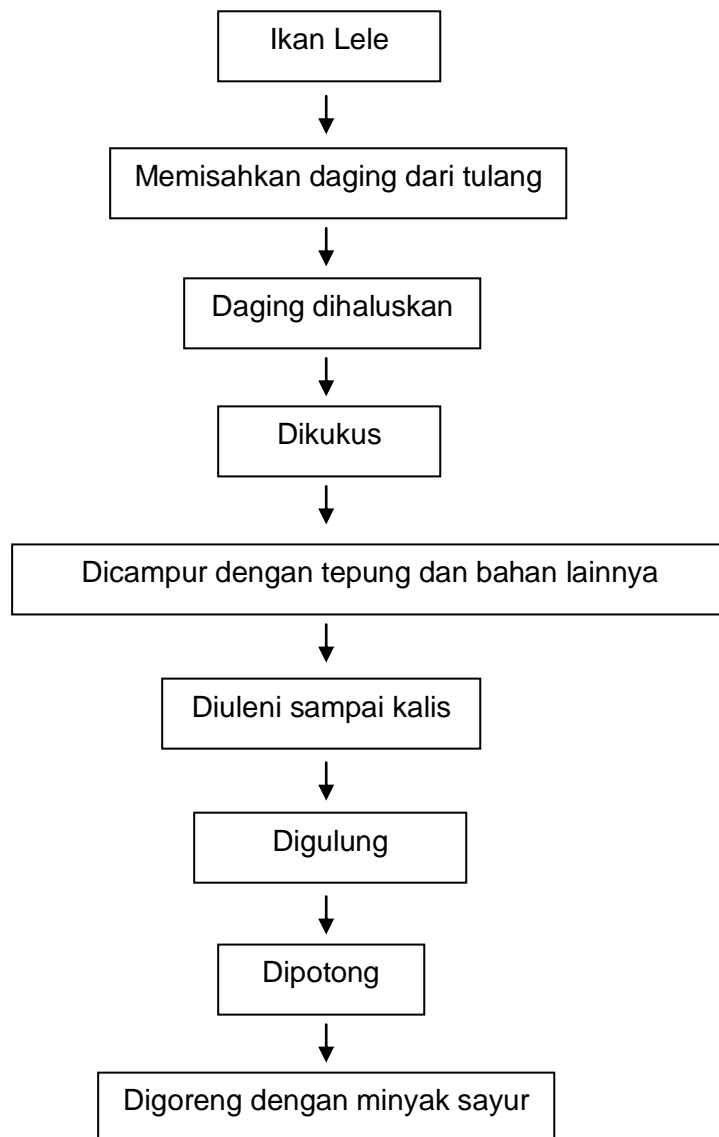 Ikan Lele
Memisahkan daging dari tulang
Daging dihaluskan
Dikukus
Dicampur dengan tepung dan bahan lainnya
Diuleni sampai kalis
Digulung
Dipotong
Digoreng dengan minyak sayur